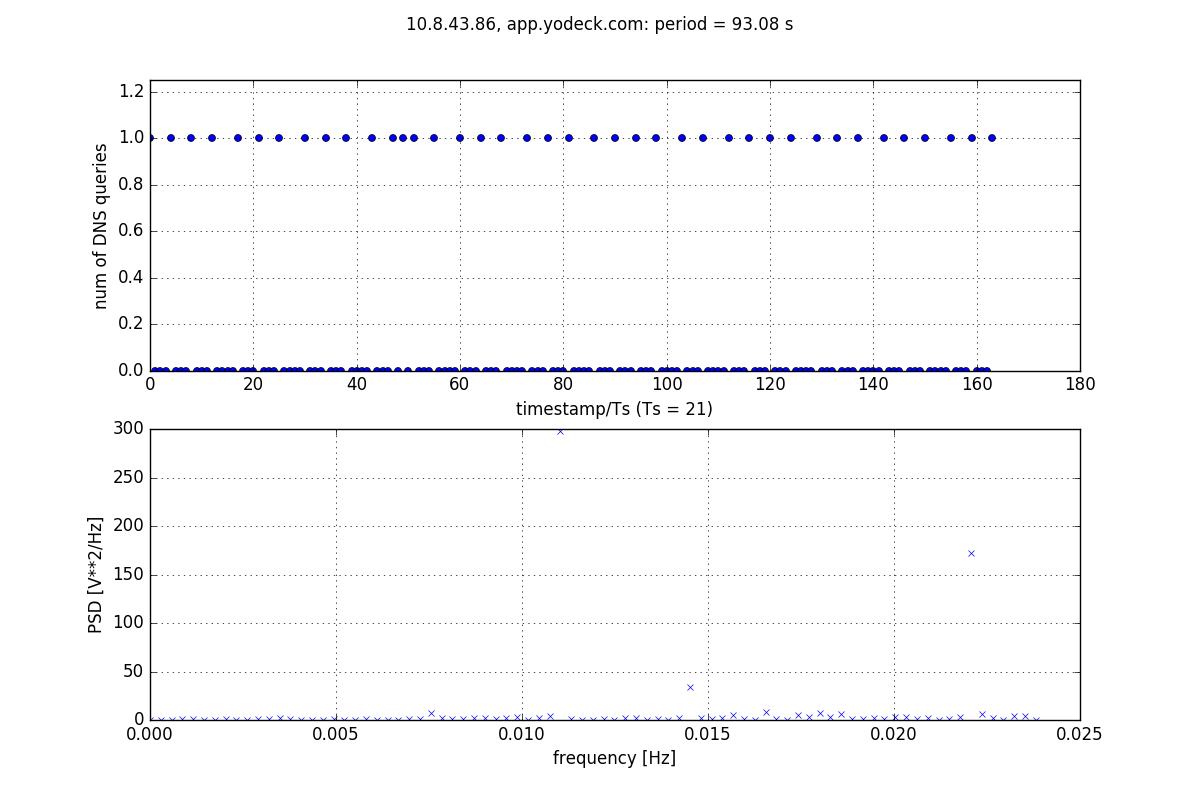 10.8.43.86, app.yodeck.com: period = 93.08 s
num of DNS queries
1.2
1.0
0.8
0.6
0.4
0.2
0.0
0 20 40 60 80 100 120 140 160 180
timestamp/Ts (Ts = 21)
PSD [V**2/Hz]
300
250
200
150
100
50
0
0.000 0.005 0.010 0.015 0.020 0.025
frequency [Hz]